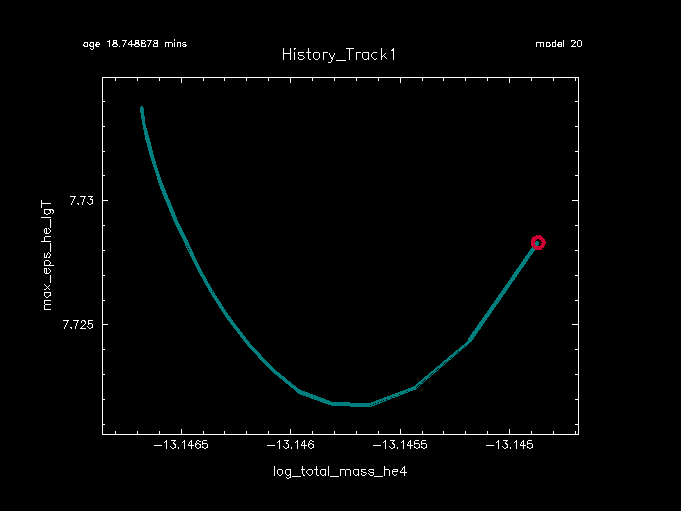 age 18.748878 mins
model 20
History_Track1
7.73
7.725
max_eps_he_lgT
−13.1465
−13.146
−13.1455
−13.145
log_total_mass_he4